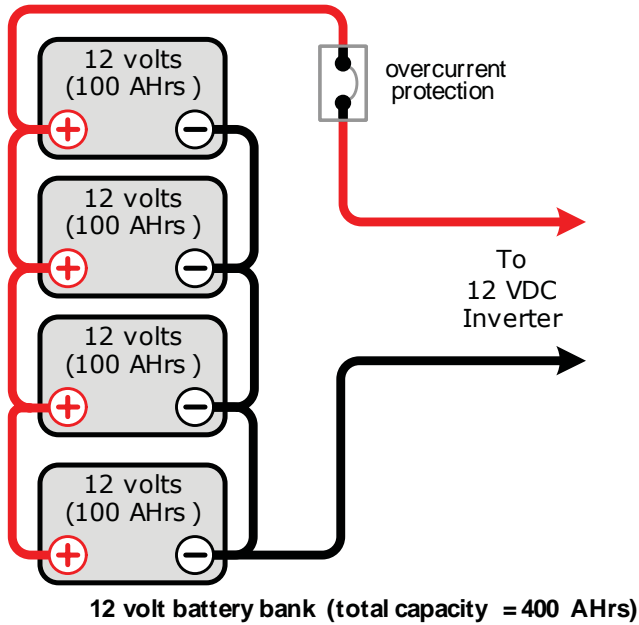 12 volts
(100 AHrs )
+
−
overcurrent
protection
12 volts
(100 AHrs )
+
−
To
12 VDC
Inverter
12 volts
(100 AHrs )
+
−
12 volts
(100 AHrs )
+
−
12 volt battery bank (total capacity = 400 AHrs)